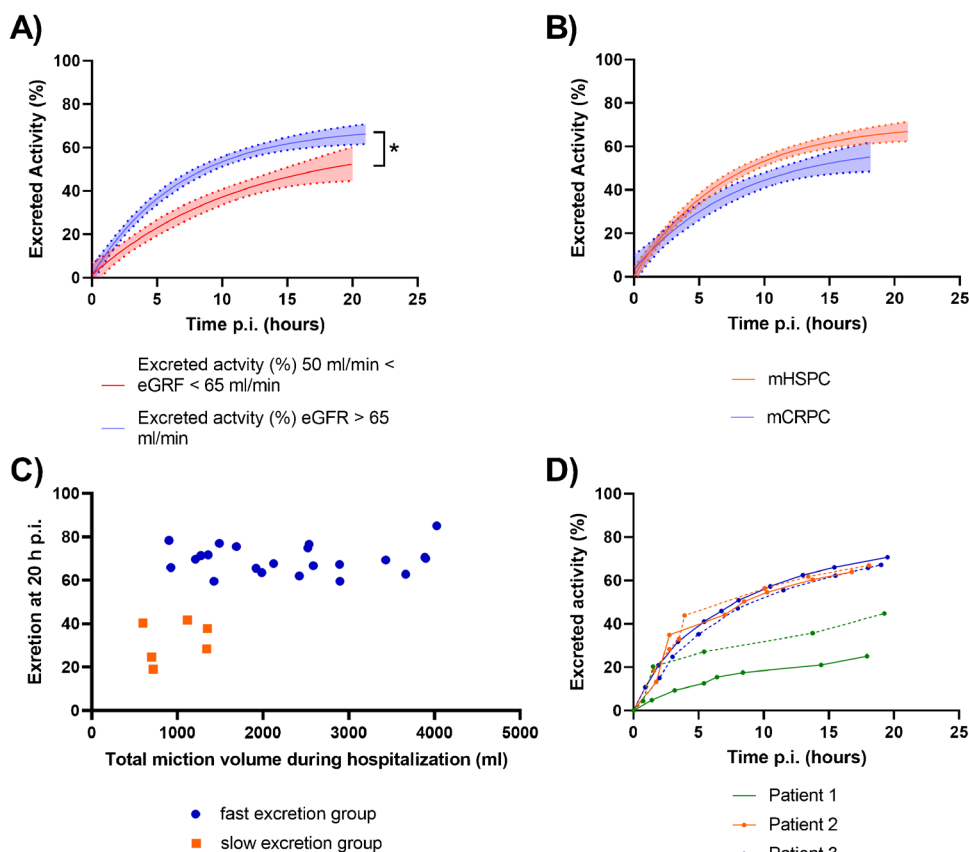 A)
B)
100
80
60
40
20
0
Excreted Activity (%)
*
0 5 10 15 20 25
Time p.i. (hours)
100
80
60
40
20
0
Excreted Activity (%)
0 5 10 15 20 25
Time p.i. (hours)
Excreted actvity (%) 50 ml/min <
eGRF < 65 ml/min
Excreted activity (%) eGFR > 65
ml/min
mHSPC
mCRPC
C)
D)
100
80
60
40
20
0
Exretion at 20 h p.i.
0 1000 2000 3000 4000 5000
Total miction volume during hospitalization (ml)
fast excretion group
slow excretion group
100
80
60
40
20
0
Excreted activity (%)
0 5 10 15 20 25
Time p.i. (hours)
Patient 1
Patient 2
Patient 3